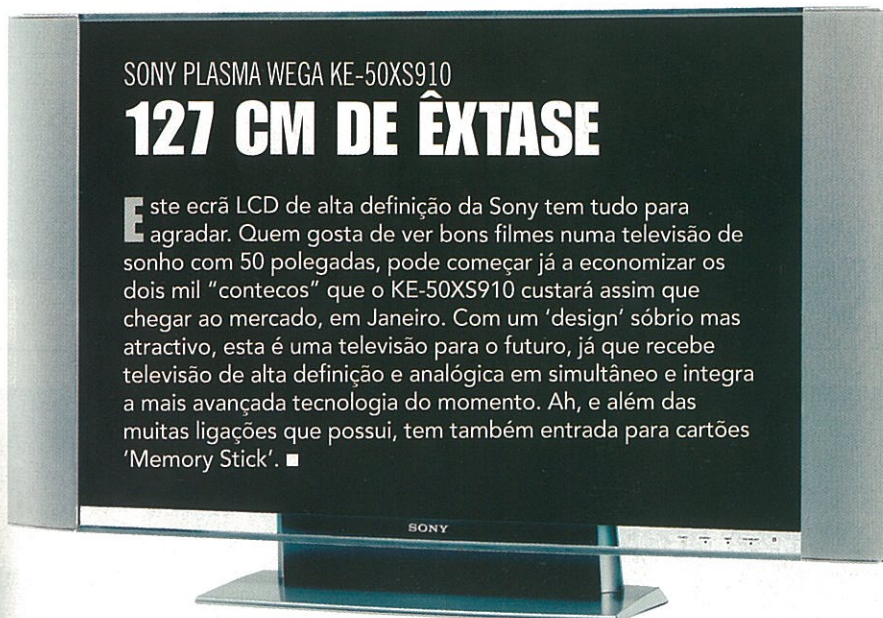 SONY PLASMA WEGA KE-50XS910
127 CM DE ÊXTASE
Este ecrã LCD de alta definição da Sony tem tudo para
agradar. Quem gosta de ver bons filmes numa televisão de
sonho com 50 polegadas, pode começar já a economizar os
dois mil "contecos" que o KE-50XS910 custará assim que
chegar ao mercado, em Janeiro. Com um 'design' sóbrio mas
atractivo, esta é uma televisão para o futuro, já que recebe
televisão de alta definição e analógica em simultâneo e integra
a mais avançada tecnologia do momento. Ah, e além das
muitas ligações que possui, tem também entrada para cartões
'Memory Stick'. ■
SONY